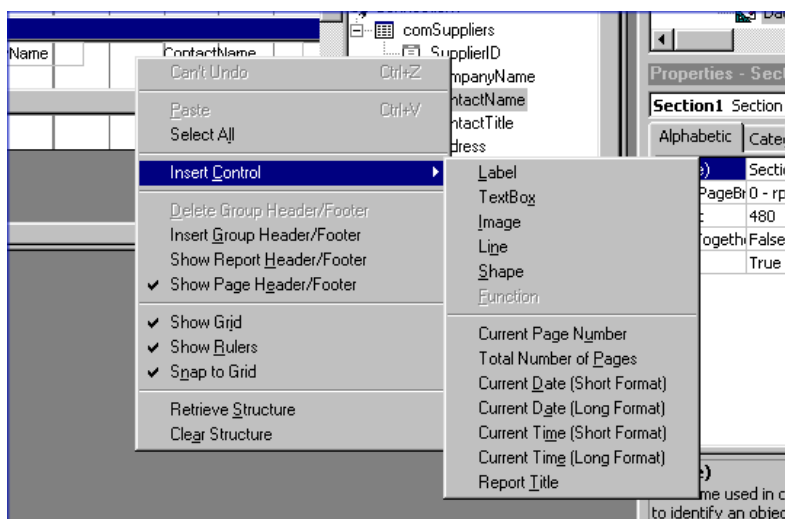 comSuppliers
SupplierID
Name
ContactName
Can't Undo Ctrl+Z
Paste Ctrl+V
Select All
Insert Control
Delete Group Header/Footer
Insert Group Header/Footer
Show Report Header/Footer
Show Page Header/Footer
Show Grid
Show Rulers
Snap to Grid
Retrieve Structure
Clear Structure
Label
TextBox
Image
Line
Shape
Function
Current Page Number
Total Number of Pages
Current Date (Short Format)
Current Date (Long Format)
Current Time (Short Format)
Current Time (Long Format)
Report Title
mpanyName
ntactName
ntactTitle
dress
Properties - Sect
Section1 Section
Alphabetic Cate
e) Secti
PageBr 0 - rp
480
ogeth False
True
e)
me used in c
to identify an objec